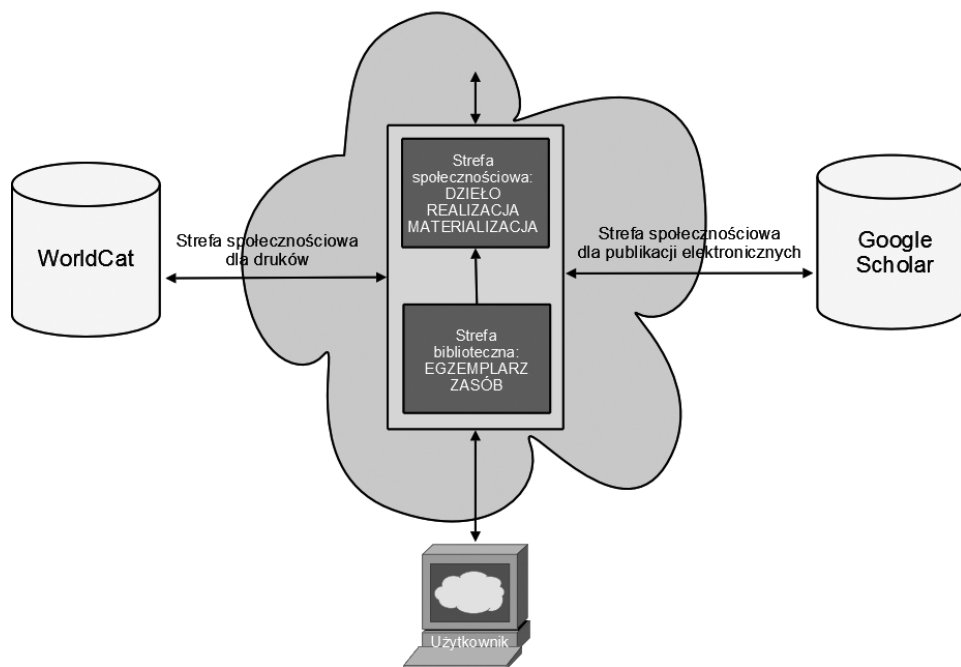 Strefa
społecznościowa:
DZIEŁO
REALIZACJA
MATERIALIZACJA
WorldCat
Strefa społecznościowa
dla druków
Strefa społecznościowa
dla publikacji elektronicznych
Google
Scholar
Strefa
biblioteczna:
EGZEMPLARZ
ZASÓB
Użytkownik